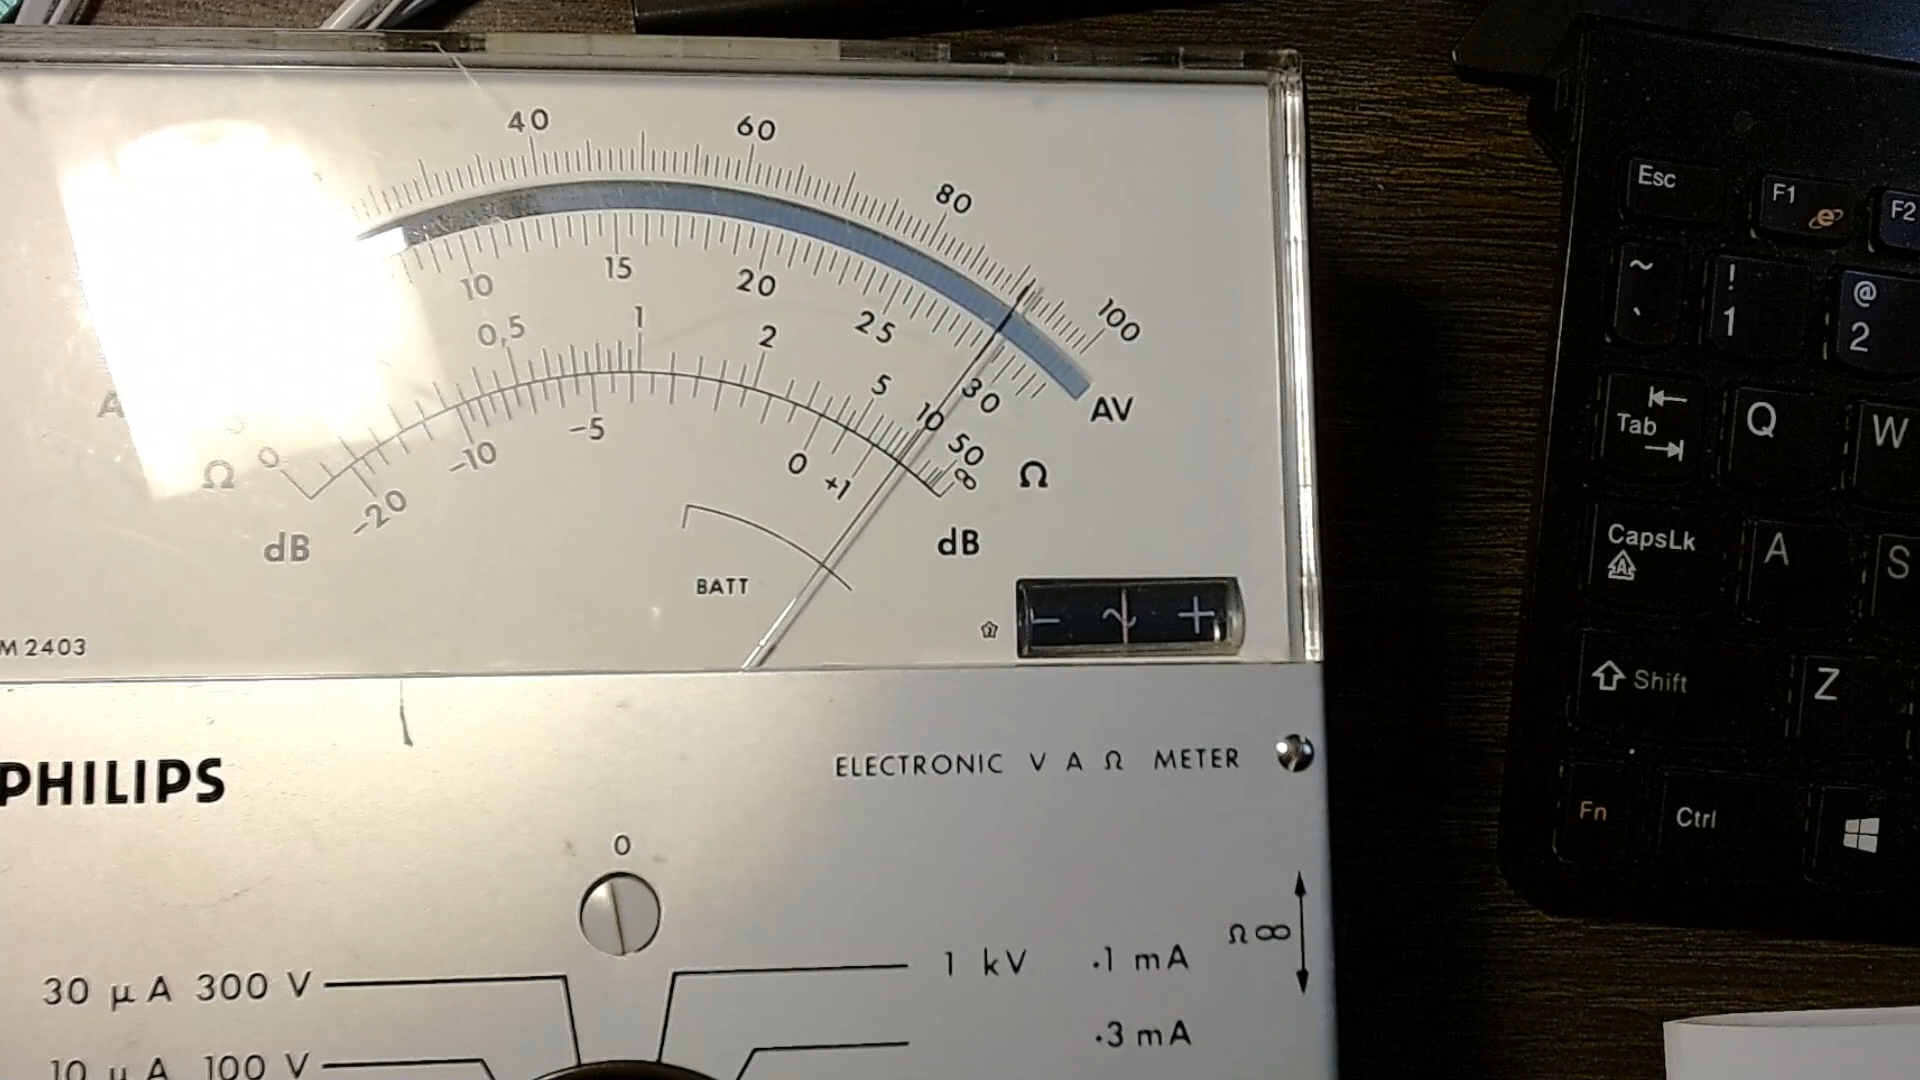 40 60 80 100
10 15 20 25 30
0,5 1 2 5 10 50 ∞
0
Ω
-20 -10 -5 0 +1
A
AV
Ω
dB
dB
BATT
- ~ +
M 2403
PHILIPS
ELECTRONIC V A Ω METER
0
30 μA 300 V
1 kV .1 mA
Ω ∞
.3 mA
10 μA 100 V
Esc F1 F2
~ ` ! 1 @ 2
Tab Q W
CapsLk A S
Shift Z
Fn Ctrl